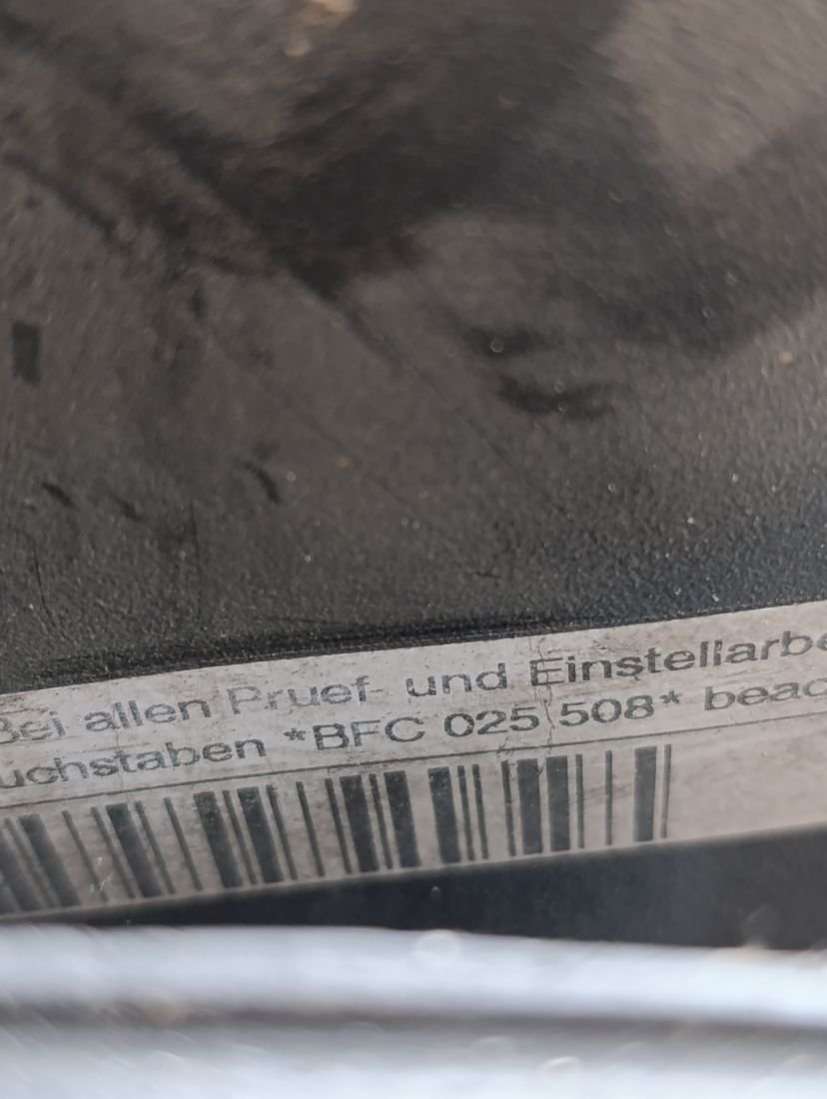 Bei allen Pruef- und Einstellarbe
uchstaben *BFC 025 508* beac